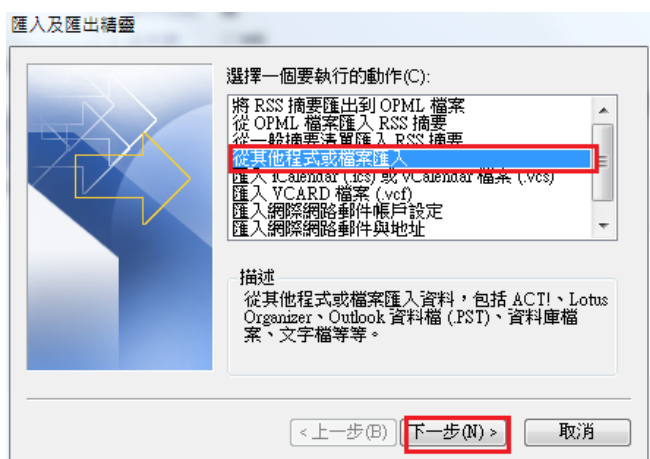 匯入及匯出精靈
選擇一個要執行的動作(C):
將 RSS 摘要匯出到 OPML 檔案
從 OPML 檔案匯入 RSS 摘要
從一般摘要清單匯入 RSS 摘要
從其他程式或檔案匯入
匯入 iCalendar (.ics) 或 vCalendar 檔案 (.vcs)
匯入 VCARD 檔案 (.vcf)
匯入網際網路郵件帳戶設定
匯入網際網路郵件與地址
描述
從其他程式或檔案匯入資料，包括 ACT!、Lotus
Organizer、Outlook 資料檔 (.PST)、資料庫檔
案、文字檔等等。
<上一步(B) 下一步(N) > 取消